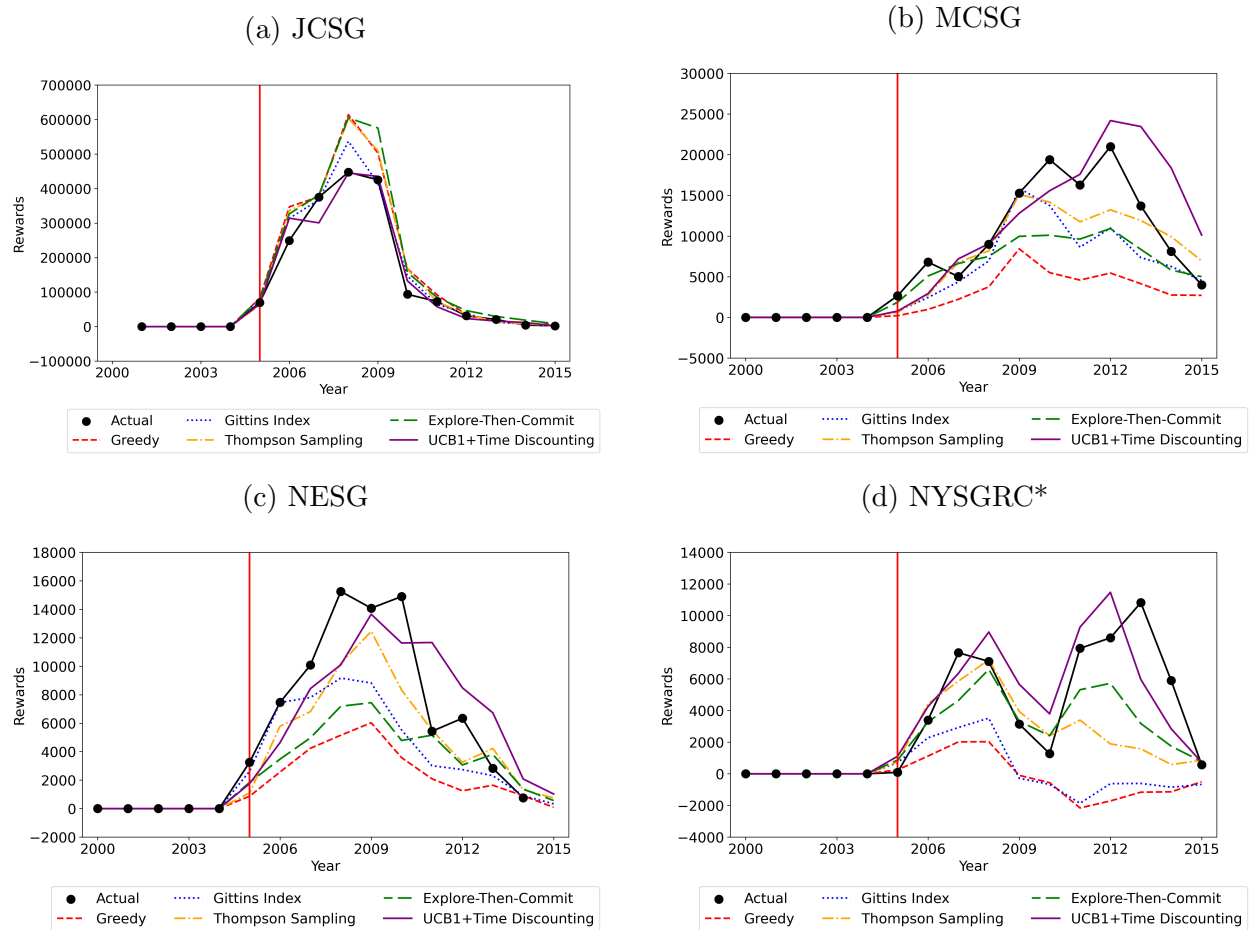 (a) JCSG
(b) MCSG
700000
600000
500000
400000
300000
200000
100000
0
−100000
Rewards
2000 2003 2006 2009 2012 2015
Year
Actual Gittins Index Explore-Then-Commit
Greedy Thompson Sampling UCB1+Time Discounting
30000
25000
20000
15000
10000
5000
0
−5000
Rewards
2000 2003 2006 2009 2012 2015
Year
Actual Gittins Index Explore-Then-Commit
Greedy Thompson Sampling UCB1+Time Discounting
(c) NESG
(d) NYSGRC*
18000
16000
14000
12000
10000
8000
6000
4000
2000
0
−2000
Rewards
2000 2003 2006 2009 2012 2015
Year
Actual Gittins Index Explore-Then-Commit
Greedy Thompson Sampling UCB1+Time Discounting
14000
12000
10000
8000
6000
4000
2000
0
−2000
−4000
Rewards
2000 2003 2006 2009 2012 2015
Year
Actual Gittins Index Explore-Then-Commit
Greedy Thompson Sampling UCB1+Time Discounting